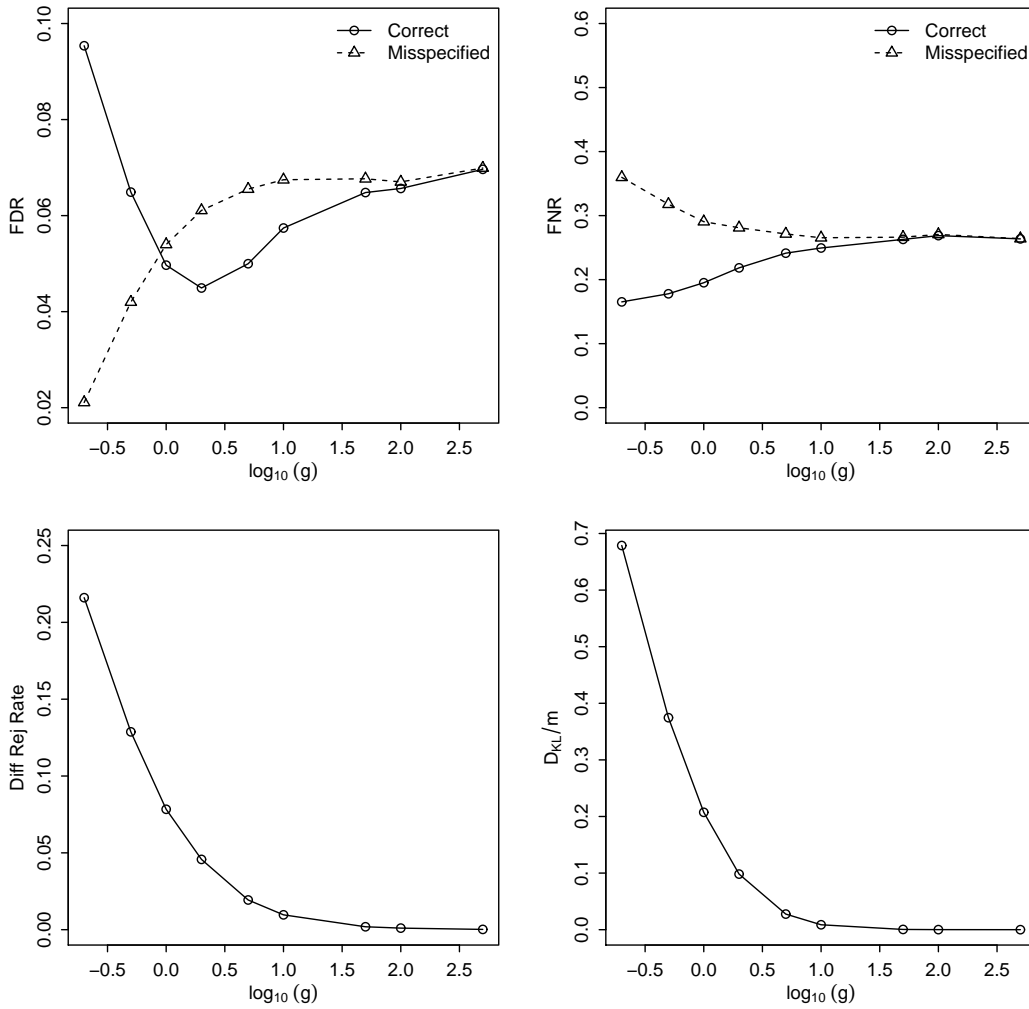 Correct
Misspecified
FDR
0.02 0.04 0.06 0.08 0.10
−0.5 0.0 0.5 1.0 1.5 2.0 2.5
log10 (g)
Correct
Misspecified
FNR
0.0 0.1 0.2 0.3 0.4 0.5 0.6
−0.5 0.0 0.5 1.0 1.5 2.0 2.5
log10 (g)
Diff Rej Rate
0.00 0.05 0.10 0.15 0.20 0.25
−0.5 0.0 0.5 1.0 1.5 2.0 2.5
log10 (g)
DKL/m
0.0 0.1 0.2 0.3 0.4 0.5 0.6 0.7
−0.5 0.0 0.5 1.0 1.5 2.0 2.5
log10 (g)